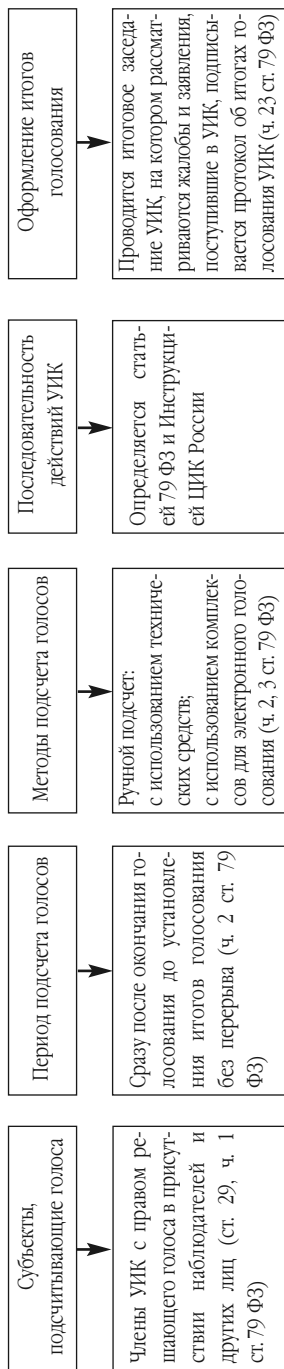 Субъекты,
подсчитывающие голоса
Члены УИК с правом ре-
шающего голоса в присут-
ствии наблюдателей и
других лиц (ст. 29, ч. 1
ст. 79 ФЗ)
Период подсчета голосов
Сразу после окончания го-
лосования до установле-
ния итогов голосования
без перерыва (ч. 2 ст. 79
ФЗ)
Методы подсчета голосов
Ручной подсчет:
с использованием техниче-
ских средств;
с использованием комплек-
сов для электронного голо-
сования (ч. 2, 3 ст. 79 ФЗ)
Последовательность
действий УИК
Определяется стать-
ей 79 ФЗ и Инструкци-
ей ЦИК России
Оформление итогов
голосования
Проводится итоговое заседа-
ние УИК, на котором рассмат-
риваются жалобы и заявления,
поступившие в УИК, подписы-
вается протокол об итогах го-
лосования УИК (ч. 23 ст. 79 ФЗ)